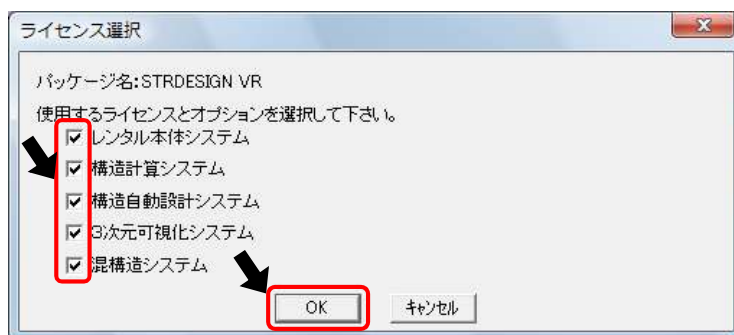 ライセンス選択
パッケージ名:STRDESIGN VR
使用するライセンスとオプションを選択して下さい。
レンタル本体システム
構造計算システム
構造自動設計システム
3次元可視化システム
混構造システム
OK
キャンセル